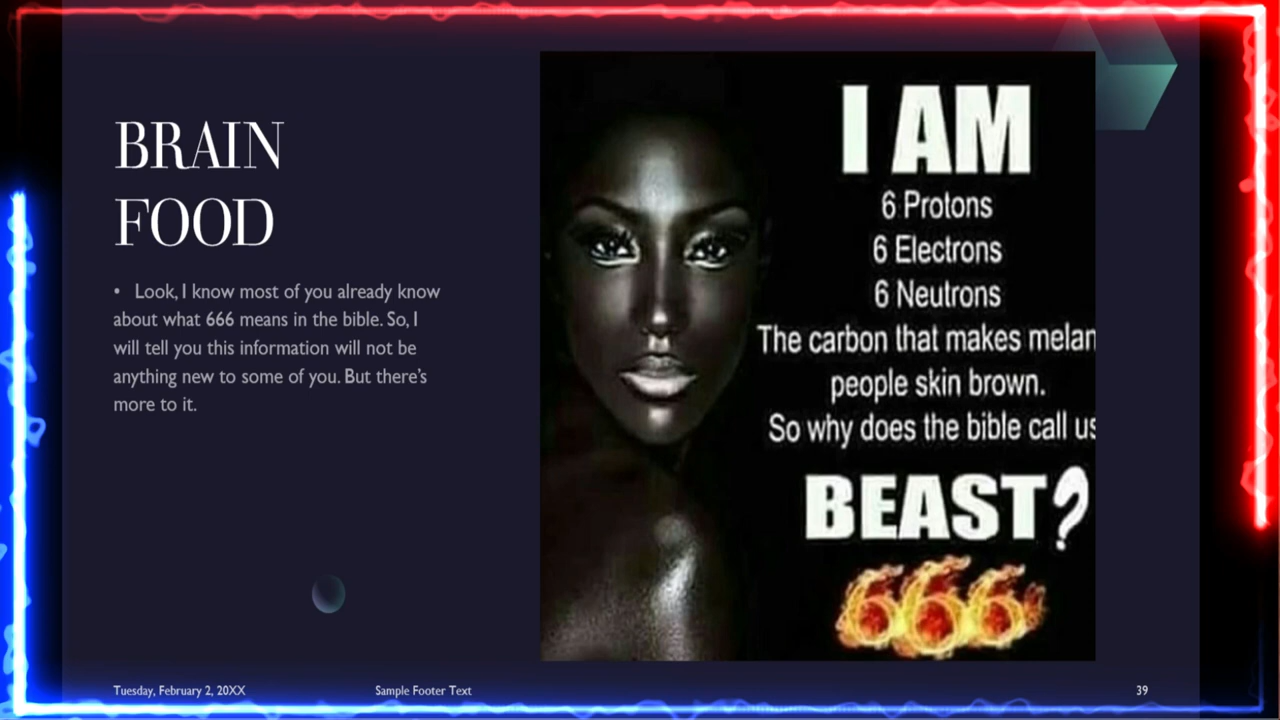 BRAIN
FOOD
• Look, I know most of you already know
about what 666 means in the bible. So, I
will tell you this information will not be
anything new to some of you. But there's
more to it.
I AM
6 Protons
6 Electrons
6 Neutrons
The carbon that makes melan
people skin brown.
So why does the bible call us
BEAST?
666
Tuesday, February 2, 20XX
Sample Footer Text
39